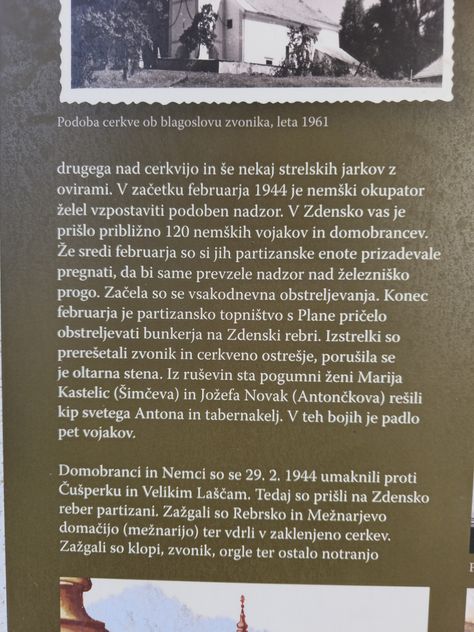 Podoba cerkve ob blagoslovu zvonika, leta 1961
drugega nad cerkvijo in še nekaj strelskih jarkov z
ovirami. V začetku februarja 1944 je nemški okupator
želel vzpostaviti podoben nadzor. V Zdensko vas je
prišlo približno 120 nemških vojakov in domobrancev.
Že sredi februarja so si jih partizanske enote prizadevale
pregnati, da bi same prevzele nadzor nad železniško
progo. Začela so se vsakodnevna obstreljevanja. Konec
februarja je partizansko topništvo s Plane pričelo
obstreljevati bunkerja na Zdenski rebri. Izstrelki so
prerešetali zvonik in cerkveno ostrešje, porušila se
je oltarna stena. Iz ruševin sta pogumni ženi Marija
Kastelic (Šimčeva) in Jožefa Novak (Antončkova) rešili
kip svetega Antona in tabernakelj. V teh bojih je padlo
pet vojakov.
Domobranci in Nemci so se 29. 2. 1944 umaknili proti
Čušperku in Velikim Laščam. Tedaj so prišli na Zdensko
reber partizani. Zažgali so Rebrsko in Mežnarjevo
domačijo (mežnarijo) ter vdrli v zaklenjeno cerkev.
Zažgali so klopi, zvonik, orgle ter ostalo notranjo